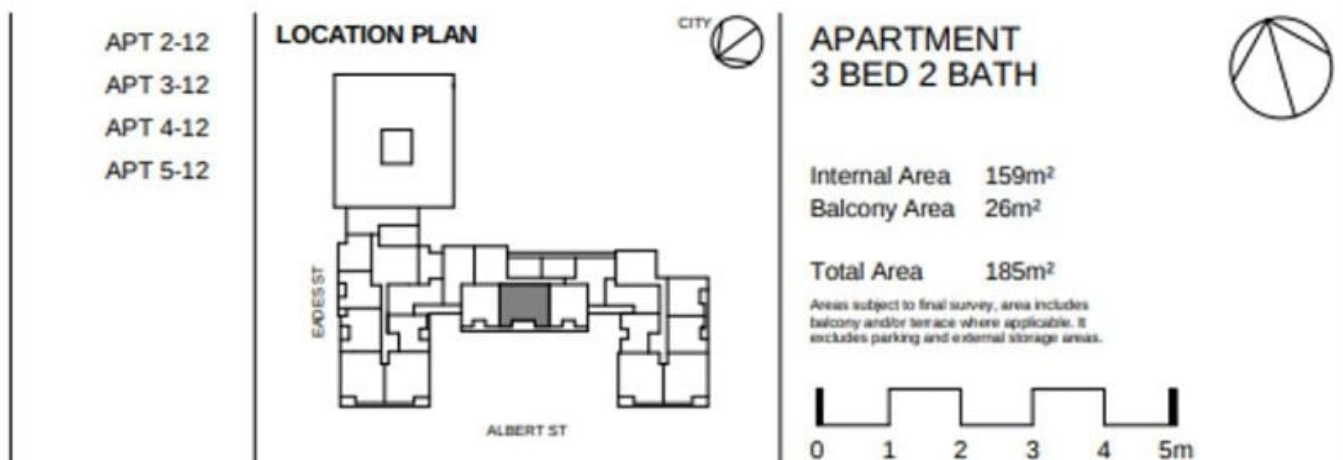 APT 2-12
APT 3-12
APT 4-12
APT 5-12
LOCATION PLAN
CITY
EADES ST
ALBERT ST
APARTMENT
3 BED 2 BATH
Internal Area 159m²
Balcony Area 26m²
Total Area 185m²
Areas subject to final survey, area includes
balcony and/or terrace where applicable. It
excludes parking and external storage areas.
0 1 2 3 4 5m